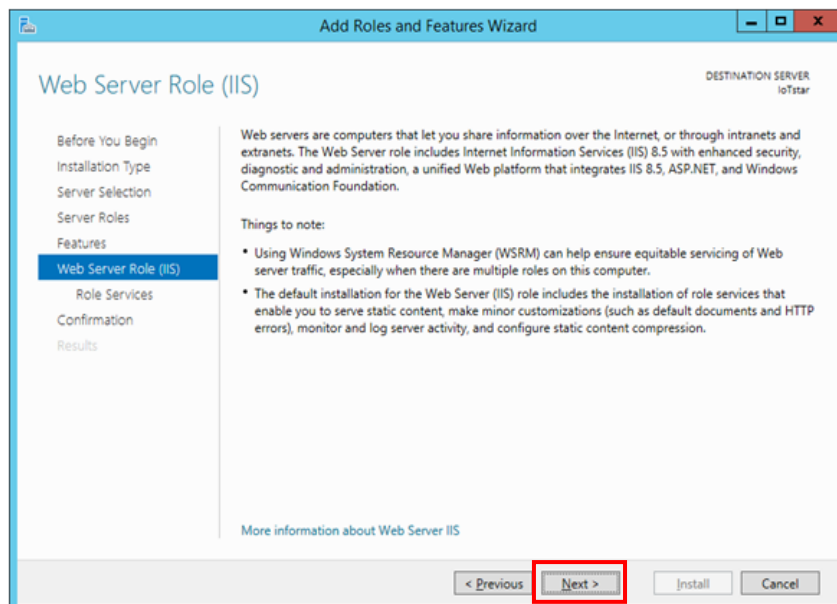 Add Roles and Features Wizard
Web Server Role (IIS)
DESTINATION SERVER
IoTstar
Before You Begin
Installation Type
Server Selection
Server Roles
Features
Web Server Role (IIS)
Role Services
Confirmation
Results
Web servers are computers that let you share information over the Internet, or through intranets and
extranets. The Web Server role includes Internet Information Services (IIS) 8.5 with enhanced security,
diagnostic and administration, a unified Web platform that integrates IIS 8.5, ASP.NET, and Windows
Communication Foundation.
Things to note:
• Using Windows System Resource Manager (WSRM) can help ensure equitable servicing of Web
server traffic, especially when there are multiple roles on this computer.
• The default installation for the Web Server (IIS) role includes the installation of role services that
enable you to serve static content, make minor customizations (such as default documents and HTTP
errors), monitor and log server activity, and configure static content compression.
More information about Web Server IIS
< Previous
Next >
Install
Cancel